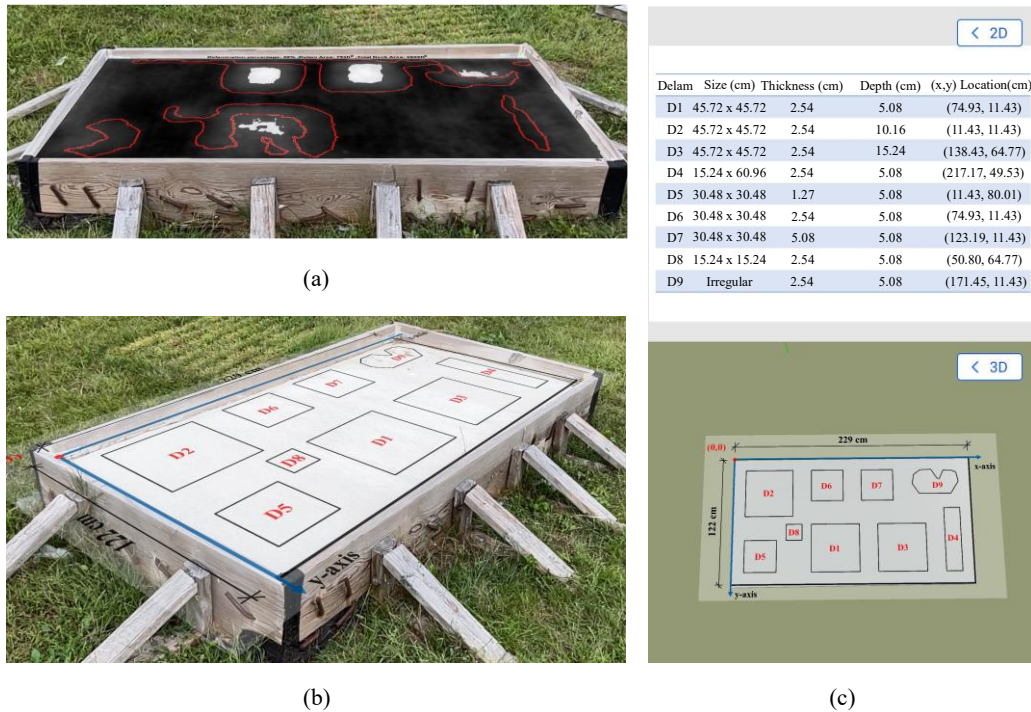 (a)
D9
D4
D7
D3
D6
D1
D2
D8
D5
122 cm
y-axis
(b)
< 2D
Delam Size (cm) Thickness (cm) Depth (cm) (x,y) Location(cm)
D1 45.72 x 45.72 2.54 5.08 (74.93, 11.43)
D2 45.72 x 45.72 2.54 10.16 (11.43, 11.43)
D3 45.72 x 45.72 2.54 15.24 (138.43, 64.77)
D4 15.24 x 60.96 2.54 5.08 (217.17, 49.53)
D5 30.48 x 30.48 1.27 5.08 (11.43, 80.01)
D6 30.48 x 30.48 2.54 5.08 (74.93, 11.43)
D7 30.48 x 30.48 5.08 5.08 (123.19, 11.43)
D8 15.24 x 15.24 2.54 5.08 (50.80, 64.77)
D9 Irregular 2.54 5.08 (171.45, 11.43)
< 3D
229 cm
(0,0)
x-axis
D2
D6
D7
D9
122 cm
D8
D5
D1
D3
D4
y-axis
(c)